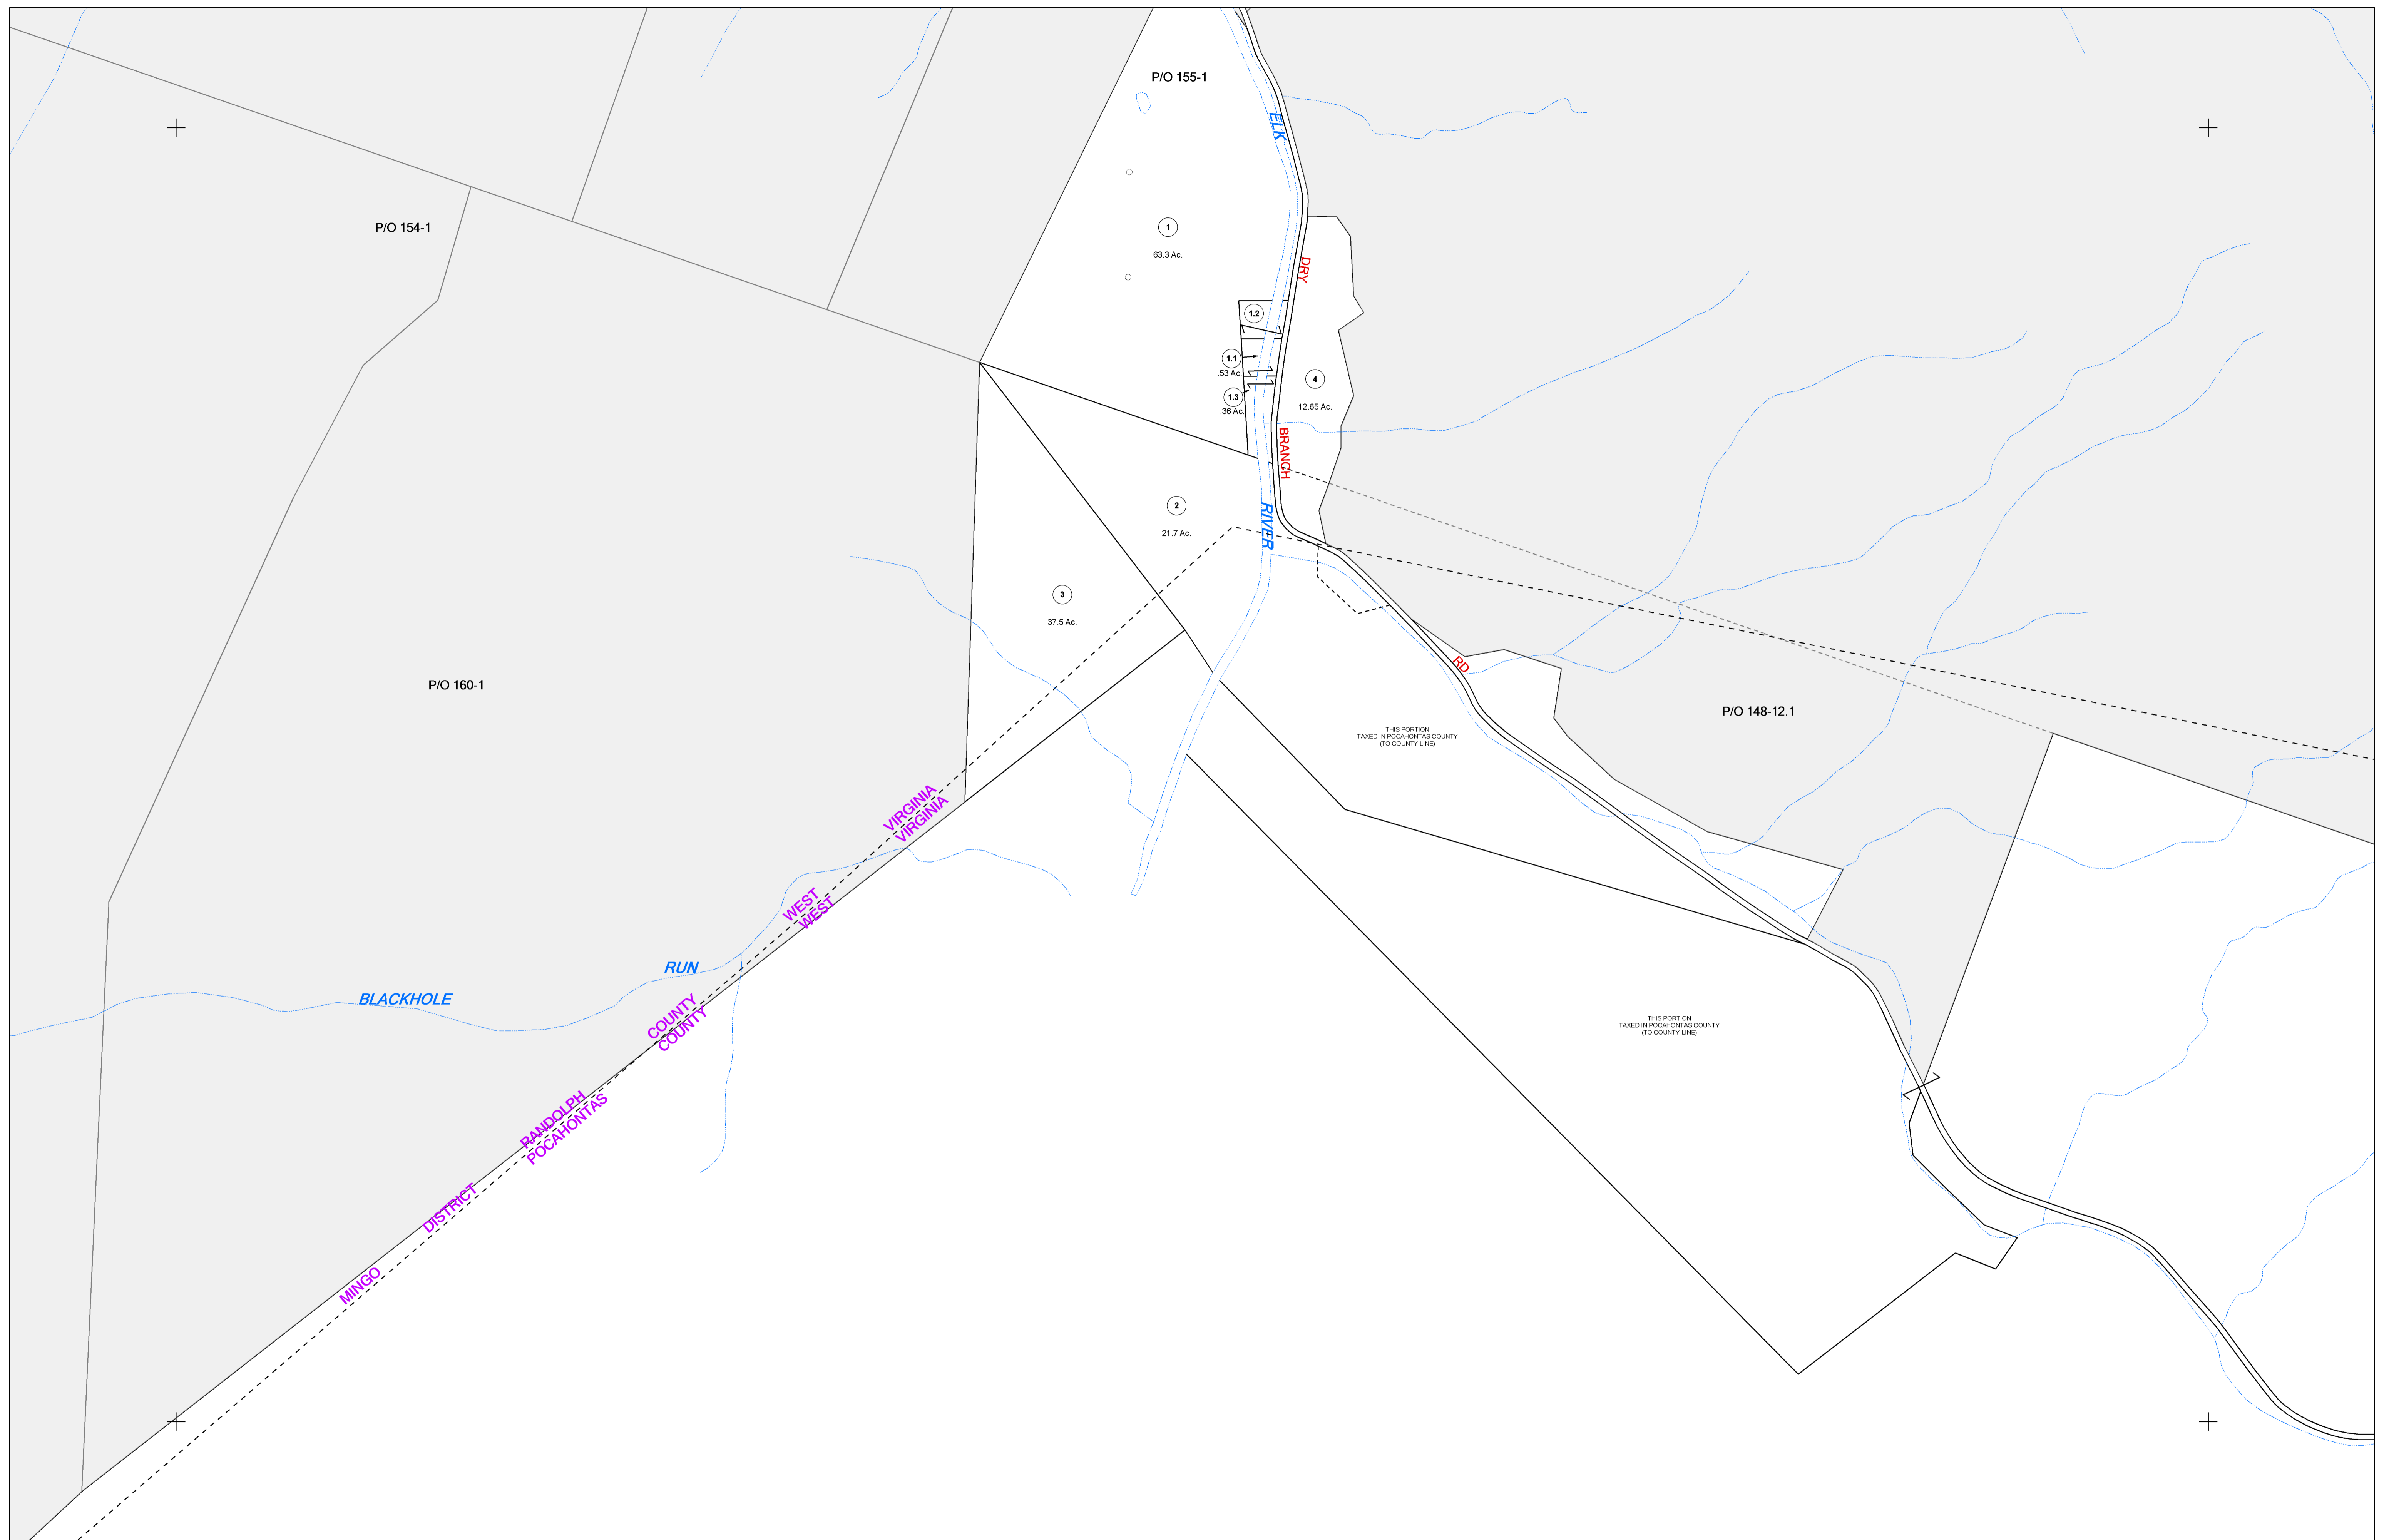 P/O 155-1
ELK
P/O 154-1
1
63.3 Ac.
DRY
1.2
1.1
.53 Ac.
4
12.65 Ac.
1.3
.36 Ac.
BRANCH
2
21.7 Ac.
RIVER
3
37.5 Ac.
RD
P/O 160-1
P/O 148-12.1
THIS PORTION
TAXED IN POCAHONTAS COUNTY
(TO COUNTY LINE)
BLACKHOLE RUN
MINGO DISTRICT RANDOLPH COUNTY WEST VIRGINIA
POCAHONTAS COUNTY WEST VIRGINIA
THIS PORTION
TAXED IN POCAHONTAS COUNTY
(TO COUNTY LINE)